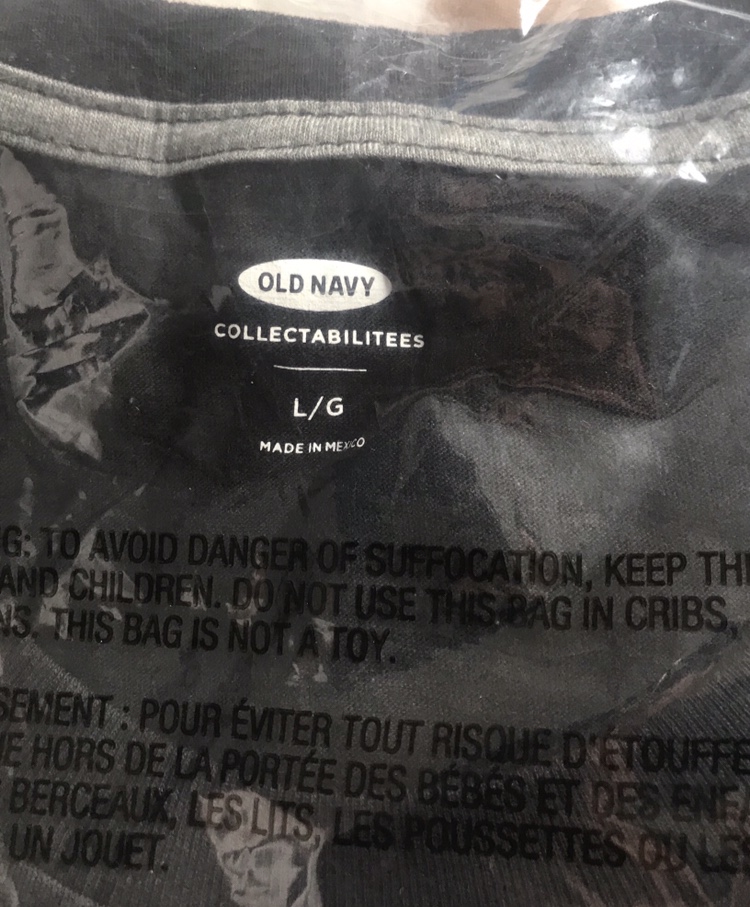 OLD NAVY
COLLECTABILITEES
L/G
MADE IN MEXICO
G: TO AVOID DANGER OF SUFFOCATION, KEEP THI
AND CHILDREN. DO NOT USE THIS BAG IN CRIBS,
NS. THIS BAG IS NOT A TOY.
SEMENT : POUR ÉVITER TOUT RISQUE D'ÉTOUFFE
HORS DE LA PORTÉE DES BÉBÉS ET DES ENFA
BERCEAUX, LES LITS, LES POUSSETTES OU LES
UN JOUET.